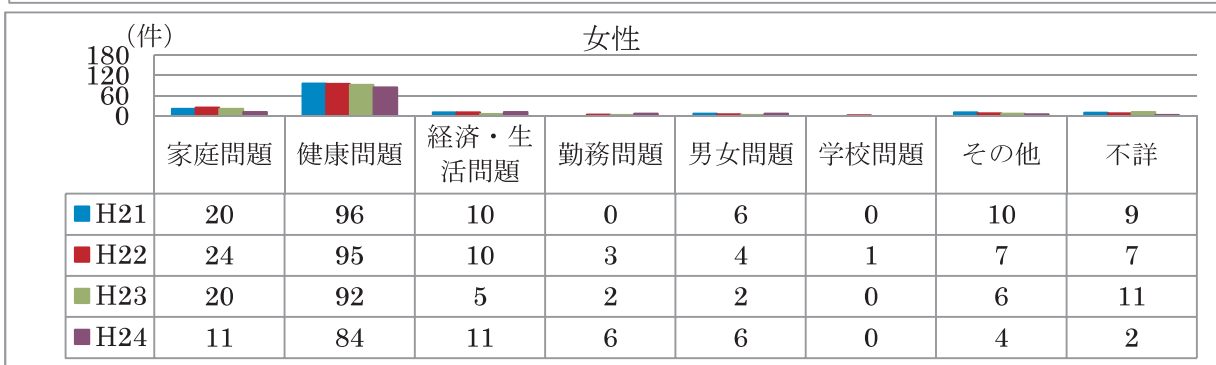 (件)
女性
180
120
60
0
家庭問題 健康問題 経済・生活問題 勤務問題 男女問題 学校問題 その他 不詳
H21 20 96 10 0 6 0 10 9
H22 24 95 10 3 4 1 7 7
H23 20 92 5 2 2 0 6 11
H24 11 84 11 6 6 0 4 2